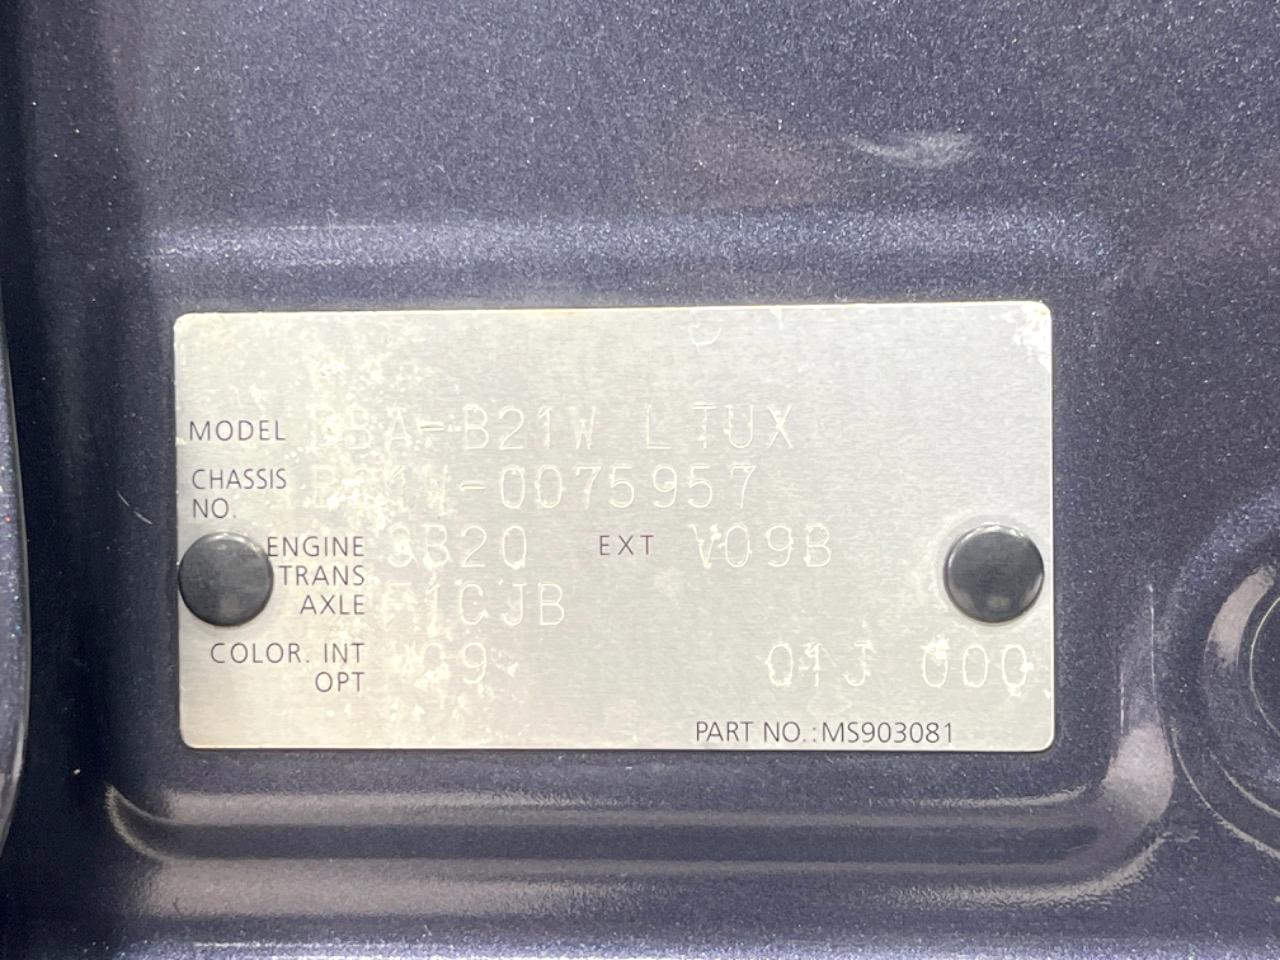 MODEL DBA-B21W LTUX
CHASSIS NO. B21W-0075957
ENGINE 3B20 EXT V09B
TRANS AXLE F1CJB
COLOR. INT OPT 09 01J 000
PART NO.:MS903081